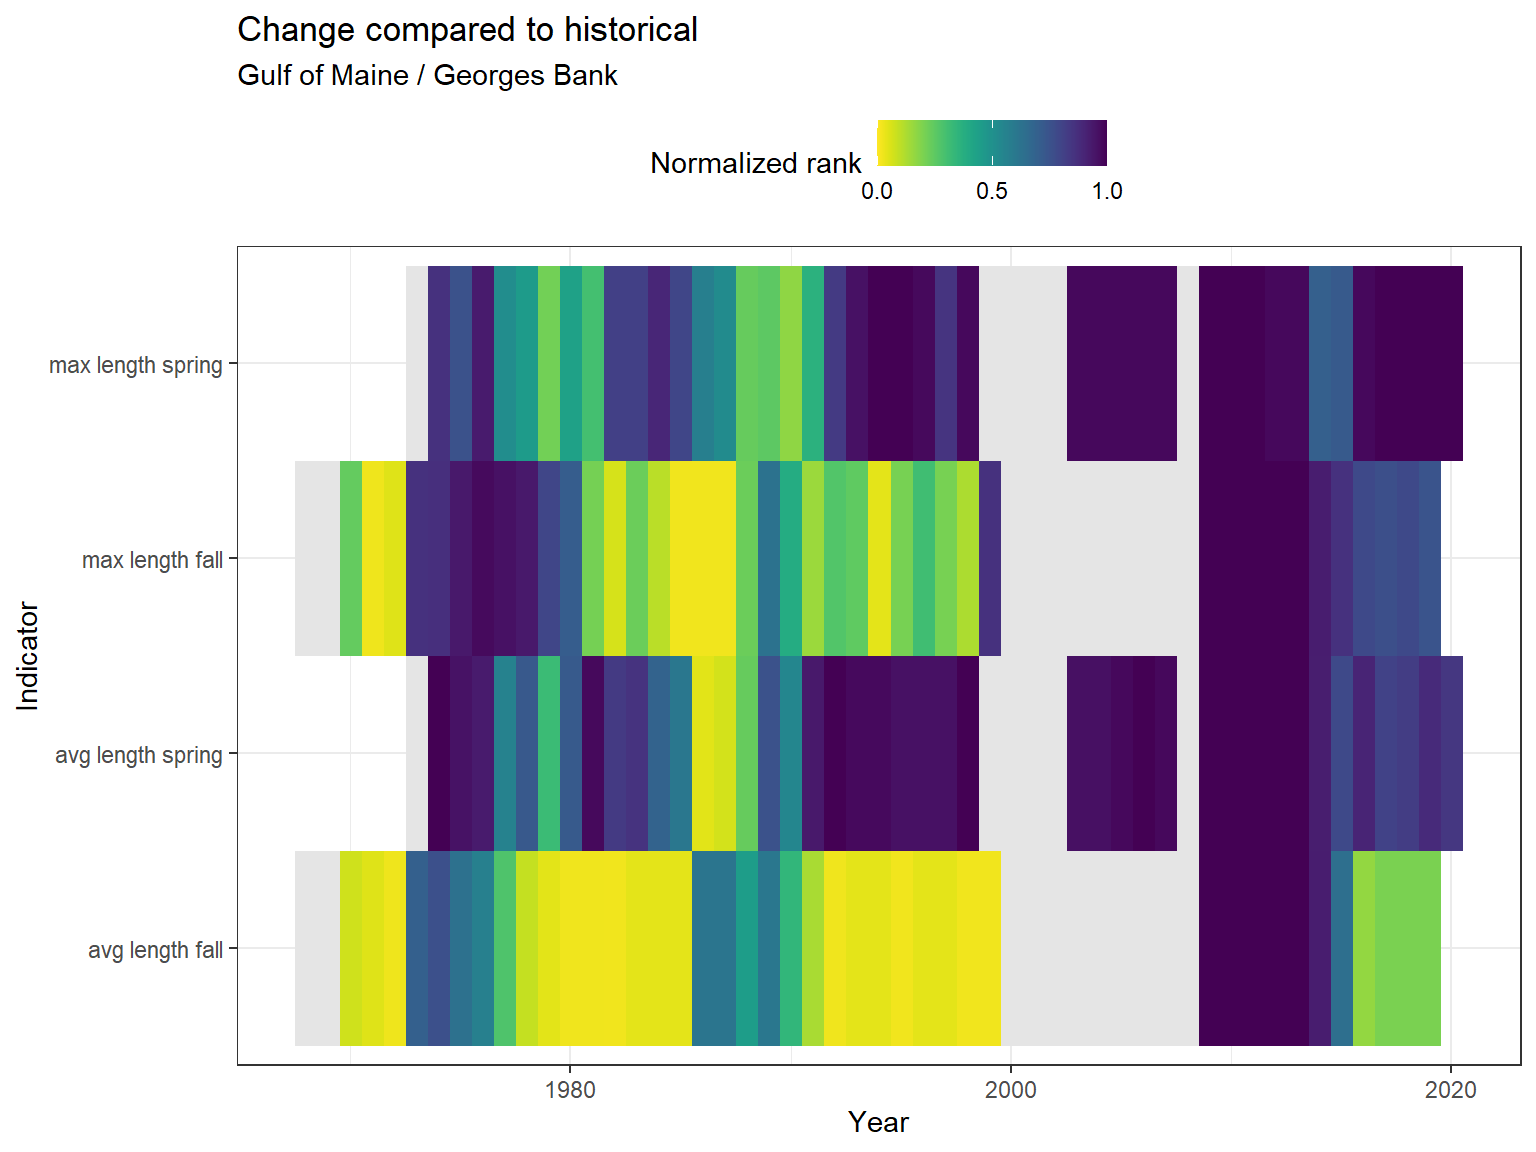 Change compared to historical
Gulf of Maine / Georges Bank
Normalized rank
0.0 0.5 1.0
Indicator
max length spring
max length fall
avg length spring
avg length fall
1980 2000 2020
Year